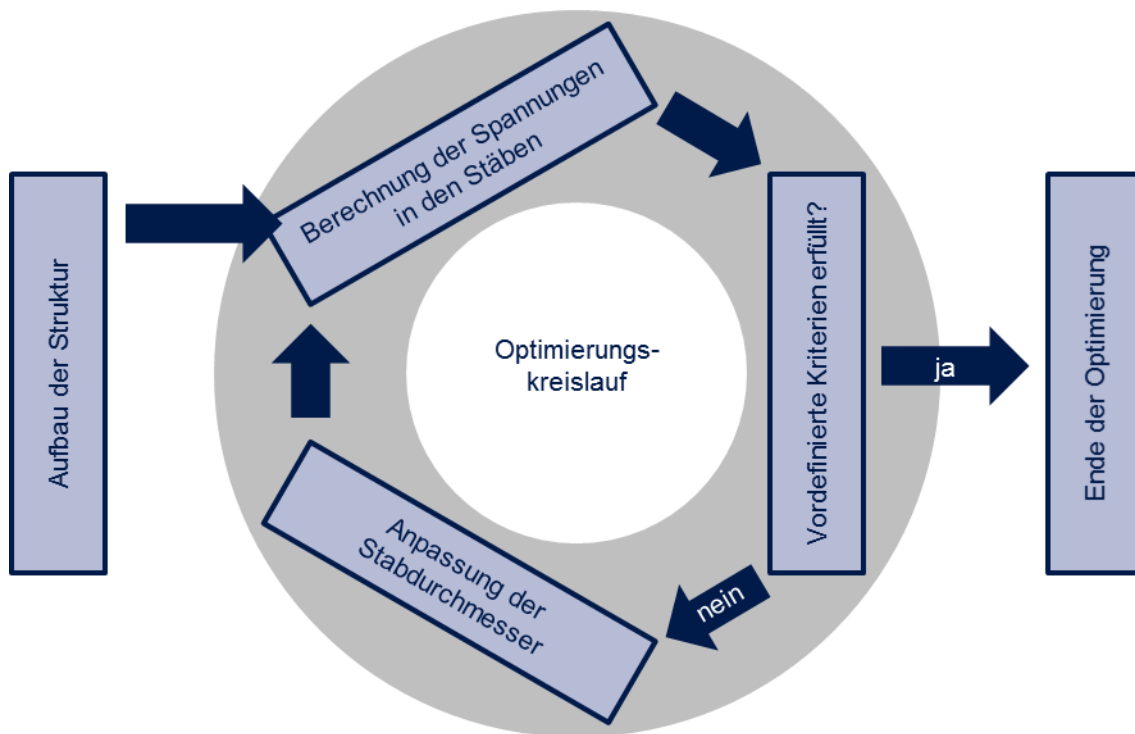 Aufbau der Struktur
Berechnung der Spannungen
in den Stäben
Vordefinierte Kriterien erfüllt?
ja
Ende der Optimierung
nein
Anpassung der
Stabdurchmesser
Optimierungs-
kreislauf